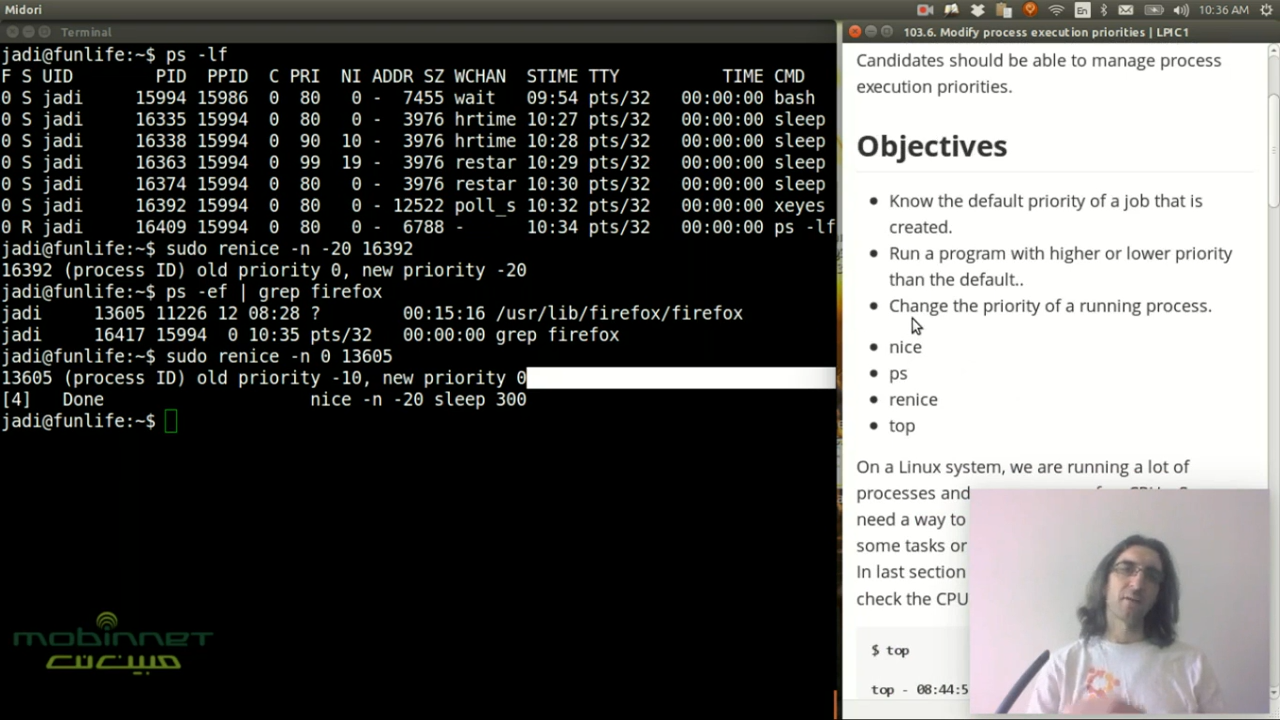 Midori
En
10:36 AM
Terminal
jadi@funlife:~$ ps -lf
F S UID        PID  PPID  C PRI  NI ADDR SZ WCHAN  STIME TTY          TIME CMD
0 S jadi     15994 15986  0  80   0 -  7455 wait   09:54 pts/32   00:00:00 bash
0 S jadi     16335 15994  0  80   0 -  3976 hrtime 10:27 pts/32   00:00:00 sleep
0 S jadi     16338 15994  0  90  10 -  3976 hrtime 10:28 pts/32   00:00:00 sleep
0 S jadi     16363 15994  0  99  19 -  3976 restar 10:29 pts/32   00:00:00 sleep
0 S jadi     16374 15994  0  80   0 -  3976 restar 10:30 pts/32   00:00:00 sleep
0 S jadi     16392 15994  0  80   0 - 12522 poll_s 10:32 pts/32   00:00:00 xeyes
0 R jadi     16409 15994  0  80   0 -  6788 -      10:34 pts/32   00:00:00 ps -lf
jadi@funlife:~$ sudo renice -n -20 16392
16392 (process ID) old priority 0, new priority -20
jadi@funlife:~$ ps -ef | grep firefox
jadi     13605 11226 12 08:28 ?        00:15:16 /usr/lib/firefox/firefox
jadi     16417 15994  0 10:35 pts/32   00:00:00 grep firefox
jadi@funlife:~$ sudo renice -n 0 13605
13605 (process ID) old priority -10, new priority 0
[4]   Done                    nice -n -20 sleep 300
jadi@funlife:~$
mobinnet
مبین‌نت
103.6. Modify process execution priorities | LPIC1
Candidates should be able to manage process
execution priorities.
Objectives
• Know the default priority of a job that is
created.
• Run a program with higher or lower priority
than the default..
• Change the priority of a running process.
• nice
• ps
• renice
• top
On a Linux system, we are running a lot of
processes and
need a way to
some tasks or
In last section
check the CPU
$ top
top - 08:44:5